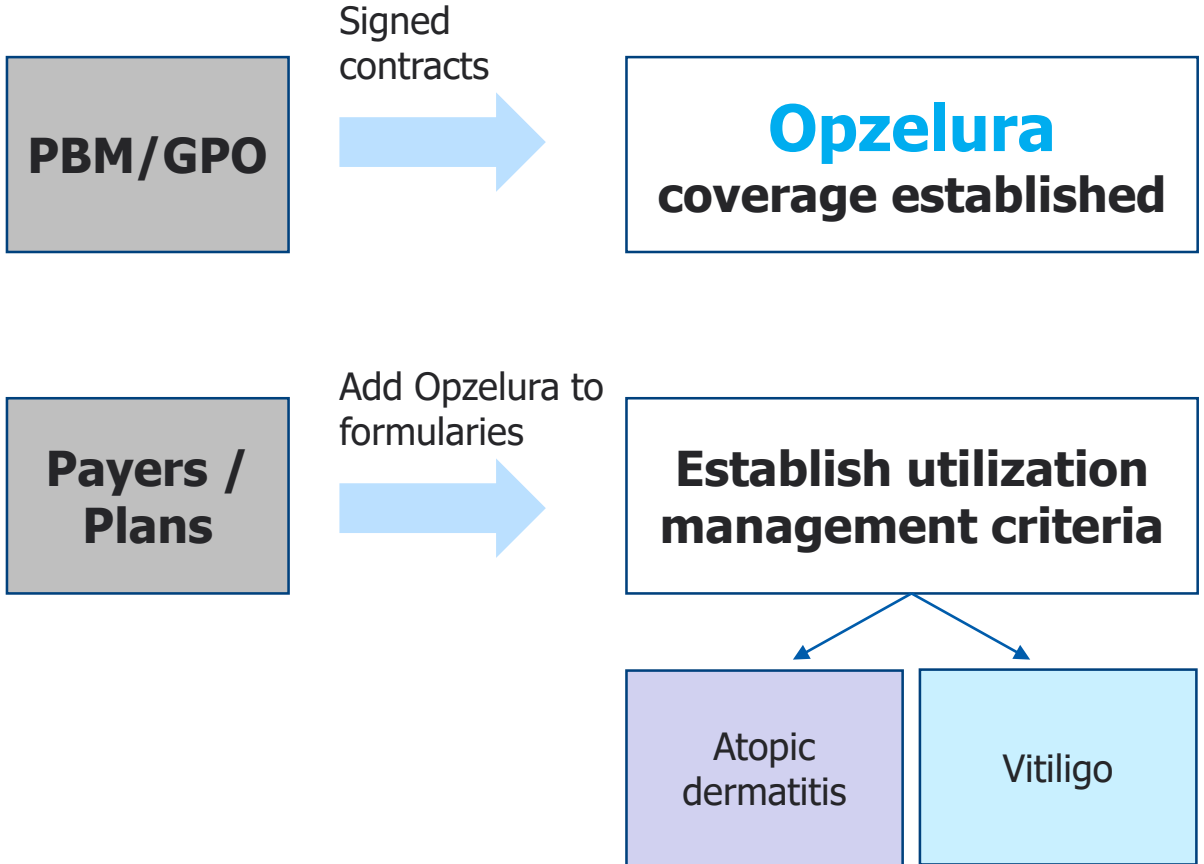 Signed
contracts
PBM/GPO
Opzelura
coverage established
Add Opzelura to
formularies
Payers /
Plans
Establish utilization
management criteria
Atopic
dermatitis
Vitiligo